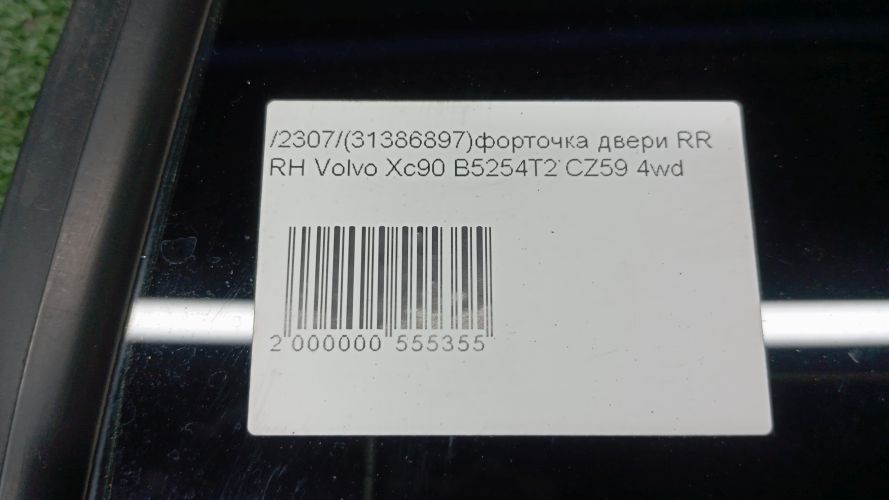 /2307/(31386897)форточка двери RR
RH Volvo Xc90 B5254T2 CZ59 4wd
2 000000 555355